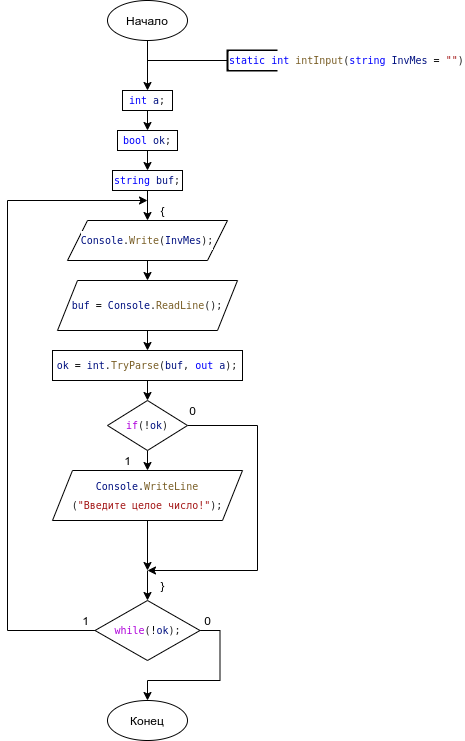 Начало
static int intInput(string InvMes = "")
int a;
bool ok;
string buf;
{
Console.Write(InvMes);
buf = Console.ReadLine();
ok = int.TryParse(buf, out a);
0
if(!ok)
1
Console.WriteLine
("Введите целое число!");
}
1
0
while(!ok);
Конец